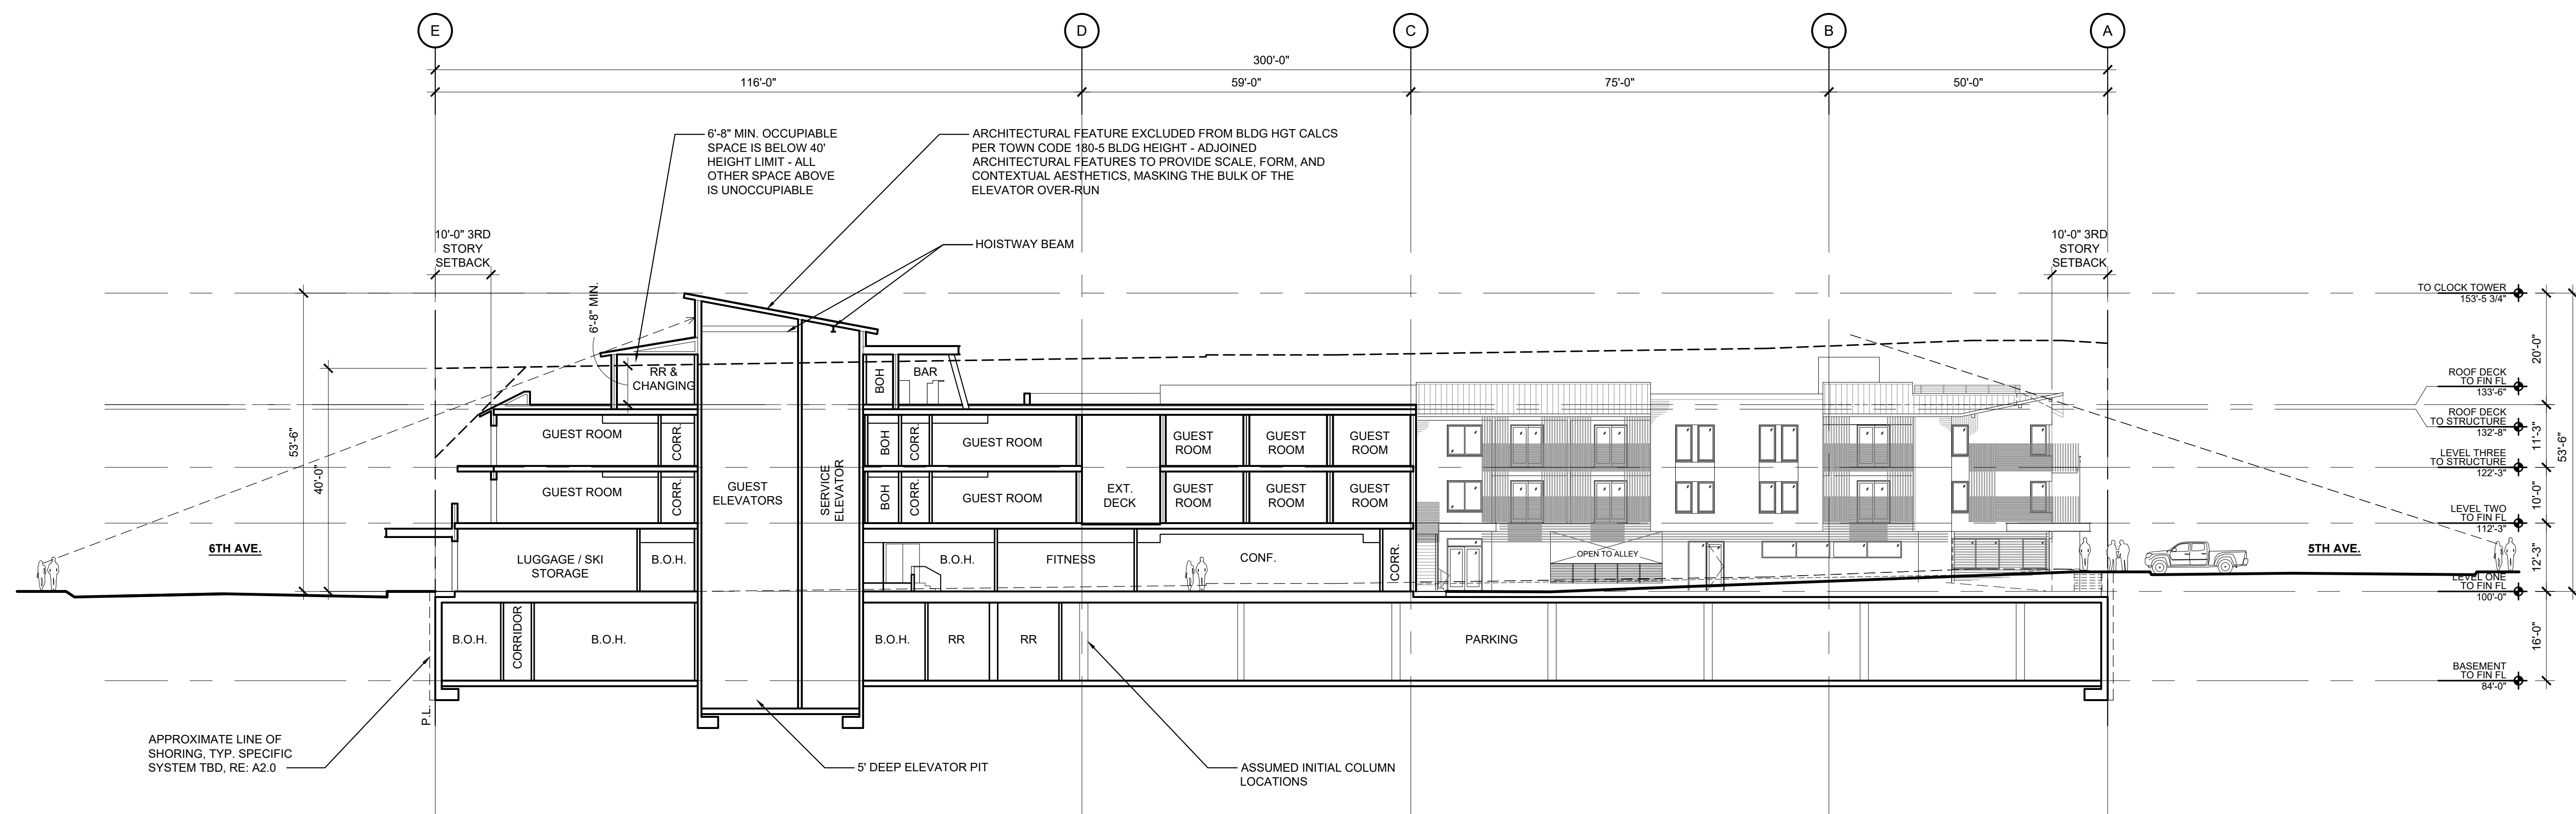 E
D
C
B
A
300'-0"
116'-0"
59'-0"
75'-0"
50'-0"
6'-8" MIN. OCCUPIABLE
SPACE IS BELOW 40'
HEIGHT LIMIT - ALL
OTHER SPACE ABOVE
IS UNOCCUPIABLE
ARCHITECTURAL FEATURE EXCLUDED FROM BLDG HGT CALCS
PER TOWN CODE 180-5 BLDG HEIGHT - ADJOINED
ARCHITECTURAL FEATURES TO PROVIDE SCALE, FORM, AND
CONTEXTUAL AESTHETICS, MASKING THE BULK OF THE
ELEVATOR OVER-RUN
HOISTWAY BEAM
10'-0" 3RD
STORY
SETBACK
10'-0" 3RD
STORY
SETBACK
6'-8" MIN.
53'-6"
40'-0"
RR &
CHANGING
BOH
BAR
GUEST ROOM
CORR.
BOH
CORR.
GUEST ROOM
GUEST
ROOM
GUEST
ROOM
GUEST
ROOM
GUEST ROOM
CORR.
GUEST
ELEVATORS
SERVICE
ELEVATOR
BOH
CORR.
GUEST ROOM
EXT.
DECK
GUEST
ROOM
GUEST
ROOM
GUEST
ROOM
6TH AVE.
LUGGAGE / SKI
STORAGE
B.O.H.
B.O.H.
FITNESS
CONF.
CORR.
OPEN TO ALLEY
5TH AVE.
B.O.H.
CORRIDOR
B.O.H.
B.O.H.
RR
RR
PARKING
P.L.
APPROXIMATE LINE OF
SHORING, TYP. SPECIFIC
SYSTEM TBD, RE: A2.0
5' DEEP ELEVATOR PIT
ASSUMED INITIAL COLUMN
LOCATIONS
TO CLOCK TOWER
153'-5 3/4"
ROOF DECK
TO FIN FL
133'-6"
ROOF DECK
TO STRUCTURE
132'-8"
LEVEL THREE
TO STRUCTURE
122'-3"
LEVEL TWO
TO FIN FL
112'-3"
LEVEL ONE
TO FIN FL
100'-0"
BASEMENT
TO FIN FL
84'-0"
20'-0"
11'-3"
10'-0"
12'-3"
16'-0"
53'-6"